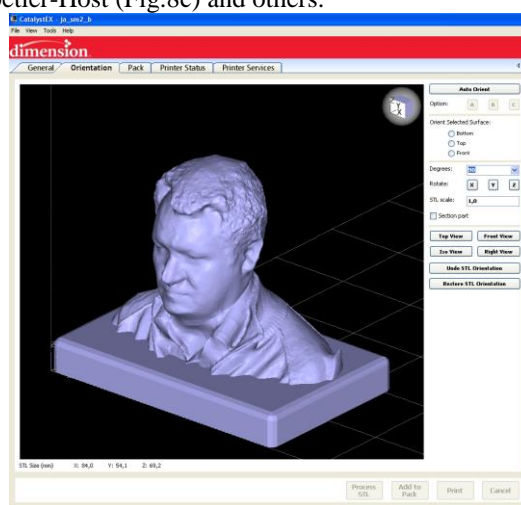 petier-Host (Fig.8c) and others.
CatalystEX - ja_sms2_b
File View Tools Help
dimension
General Orientation Pack Printer Status Printer Services
Auto Orient
Option: A B C
Orient Selected Surface:
Bottom
Top
Front
Degrees: 90
Rotate: X Y Z
STL scale: 1,0
Section part
Top View Front View
Iso View Right View
Undo STL Orientation
Restore STL Orientation
STL Size (mm) X: 84,0 Y: 54,1 Z: 60,2
Process STL Add to Pack Print Cancel